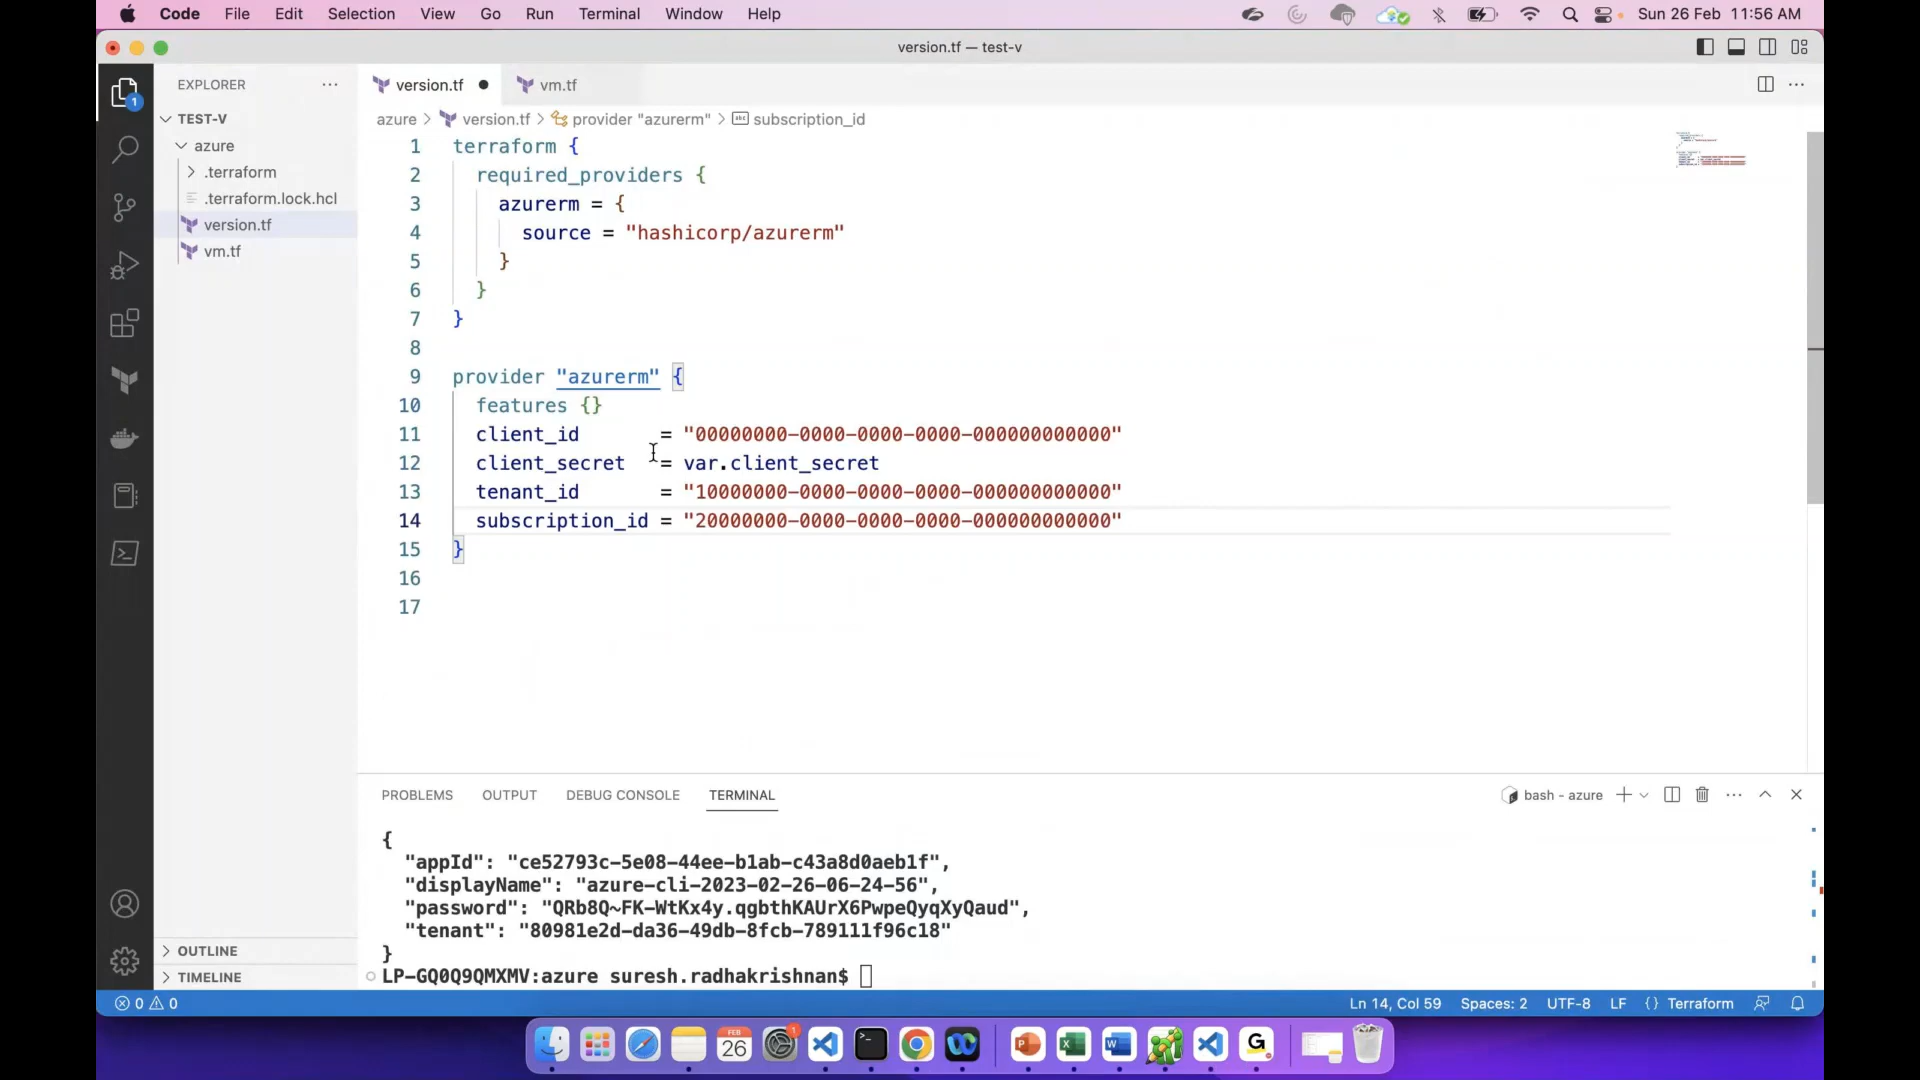 Code File Edit Selection View Go Run Terminal Window Help
Sun 26 Feb 11:56 AM
version.tf — test-v
EXPLORER
version.tf
vm.tf
1
TEST-V
azure
.terraform
.terraform.lock.hcl
version.tf
vm.tf
azure > version.tf > provider "azurerm" > subscription_id
1 terraform {
2 required_providers {
3 azurerm = {
4 source = "hashicorp/azurerm"
5 }
6 }
7 }
8
9 provider "azurerm" {
10 features {}
11 client_id = "00000000-0000-0000-0000-000000000000"
12 client_secret = var.client_secret
13 tenant_id = "10000000-0000-0000-0000-000000000000"
14 subscription_id = "20000000-0000-0000-0000-000000000000"
15 }
16
17
PROBLEMS OUTPUT DEBUG CONSOLE TERMINAL
bash - azure
{
"appId": "ce52793c-5e08-44ee-b1ab-c43a8d0aeb1f",
"displayName": "azure-cli-2023-02-26-06-24-56",
"password": "QRb8Q~FK-WtKx4y.qgbthKAUrX6PwpeQyqXyQaud",
"tenant": "80981e2d-da36-49db-8fcb-789111f96c18"
}
LP-GQ0Q9QMXMV:azure suresh.radhakrishnan$
OUTLINE
TIMELINE
0 0
Ln 14, Col 59 Spaces: 2 UTF-8 LF {} Terraform
FEB
26
1